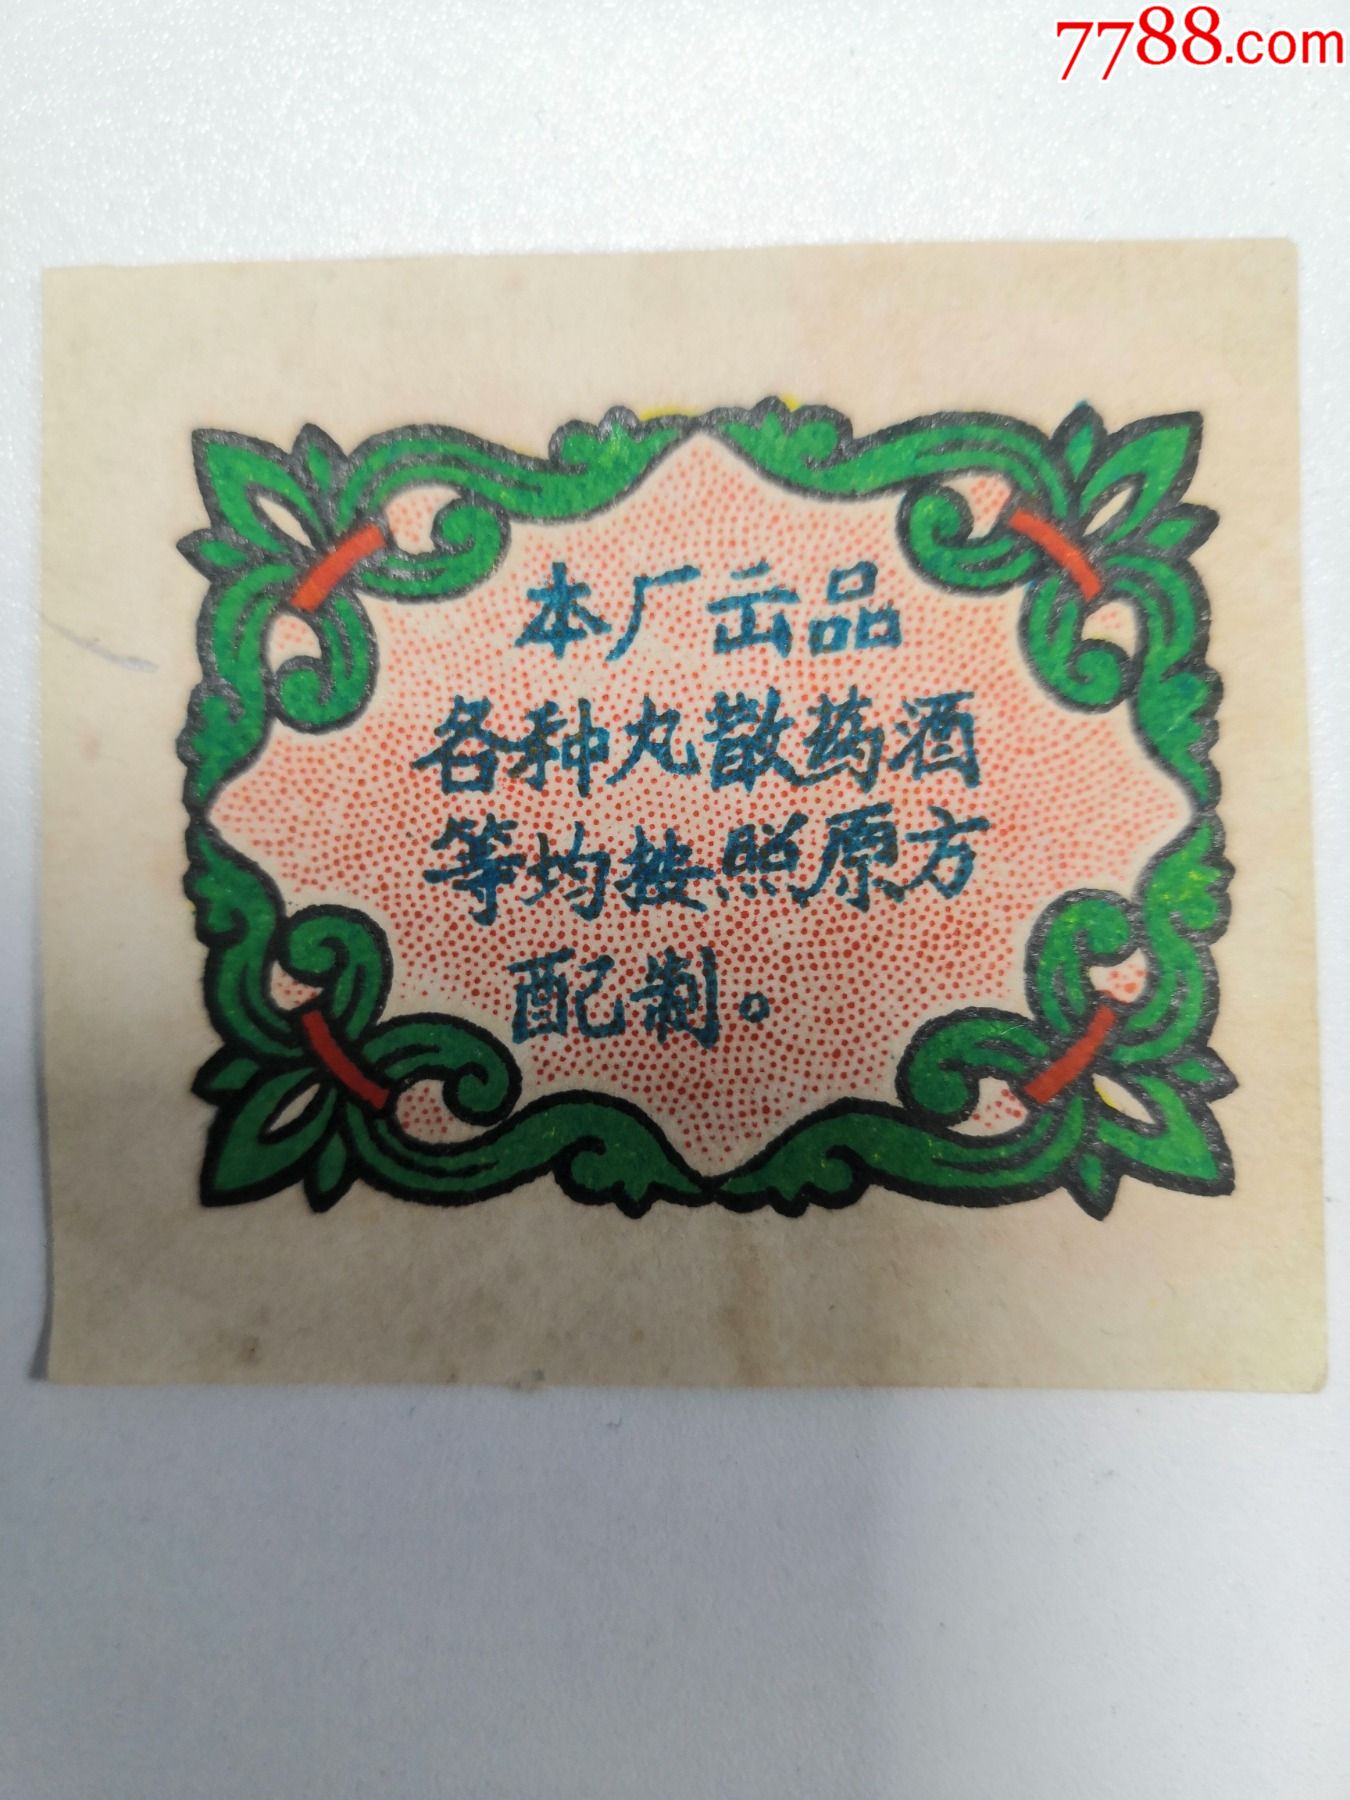 7788.com
本厂出品
各种丸散药酒
等均按照原方
配制。